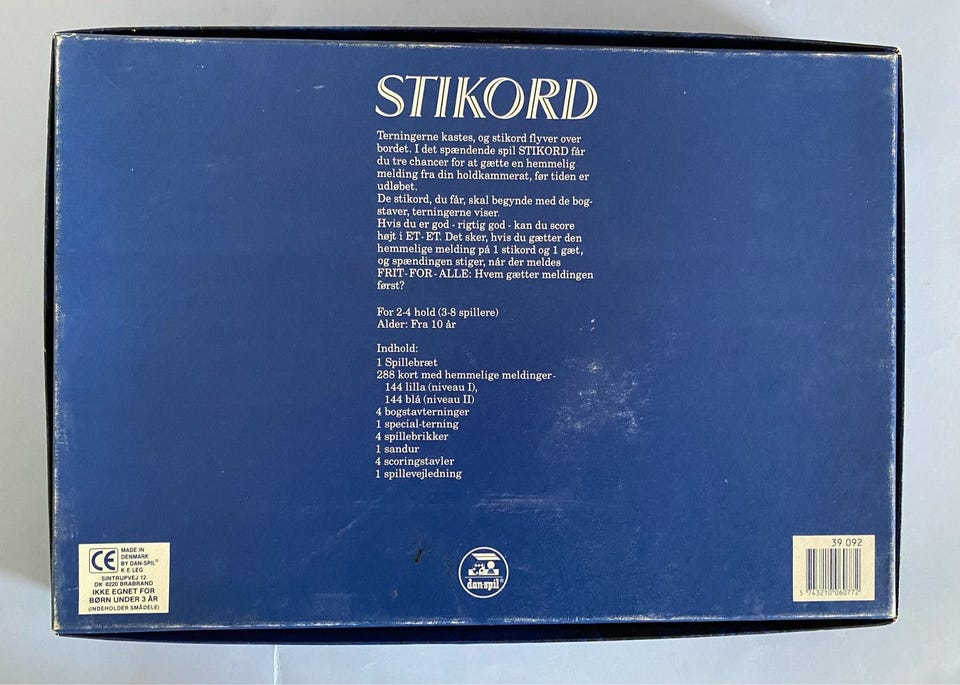 STIKORD
Terningerne kastes, og stikord flyver over
bordet. I det spændende spil STIKORD får
du tre chancer for at gætte en hemmelig
melding fra din holdkammerat, før tiden er
udløbet.
De stikord, du får, skal begynde med de bog-
staver, terningerne viser.
Hvis du er god - rigtig god - kan du score
højt i ET-ET. Det sker, hvis du gætter den
hemmelige melding på 1 stikord og 1 gæt,
og spændingen stiger, når der meldes
FRIT-FOR-ALLE: Hvem gætter meldingen
først?
For 2-4 hold (3-8 spillere)
Alder: Fra 10 år
Indhold:
1 Spillebræt
288 kort med hemmelige meldinger-
144 lilla (niveau I),
144 blå (niveau II)
4 bogstavterninger
1 special-terning
4 spillebrikker
1 sandur
4 scoringstavler
1 spillevejledning
CE
MADE IN
DENMARK
BY DAN-SPIL®
K·E LEG
SINTRUPVEJ 12
DK-8220 BRABRAND
IKKE EGNET FOR
BØRN UNDER 3 ÅR
(INDEHOLDER SMÅDELE)
dan-spil
39 092
5 743210 060772